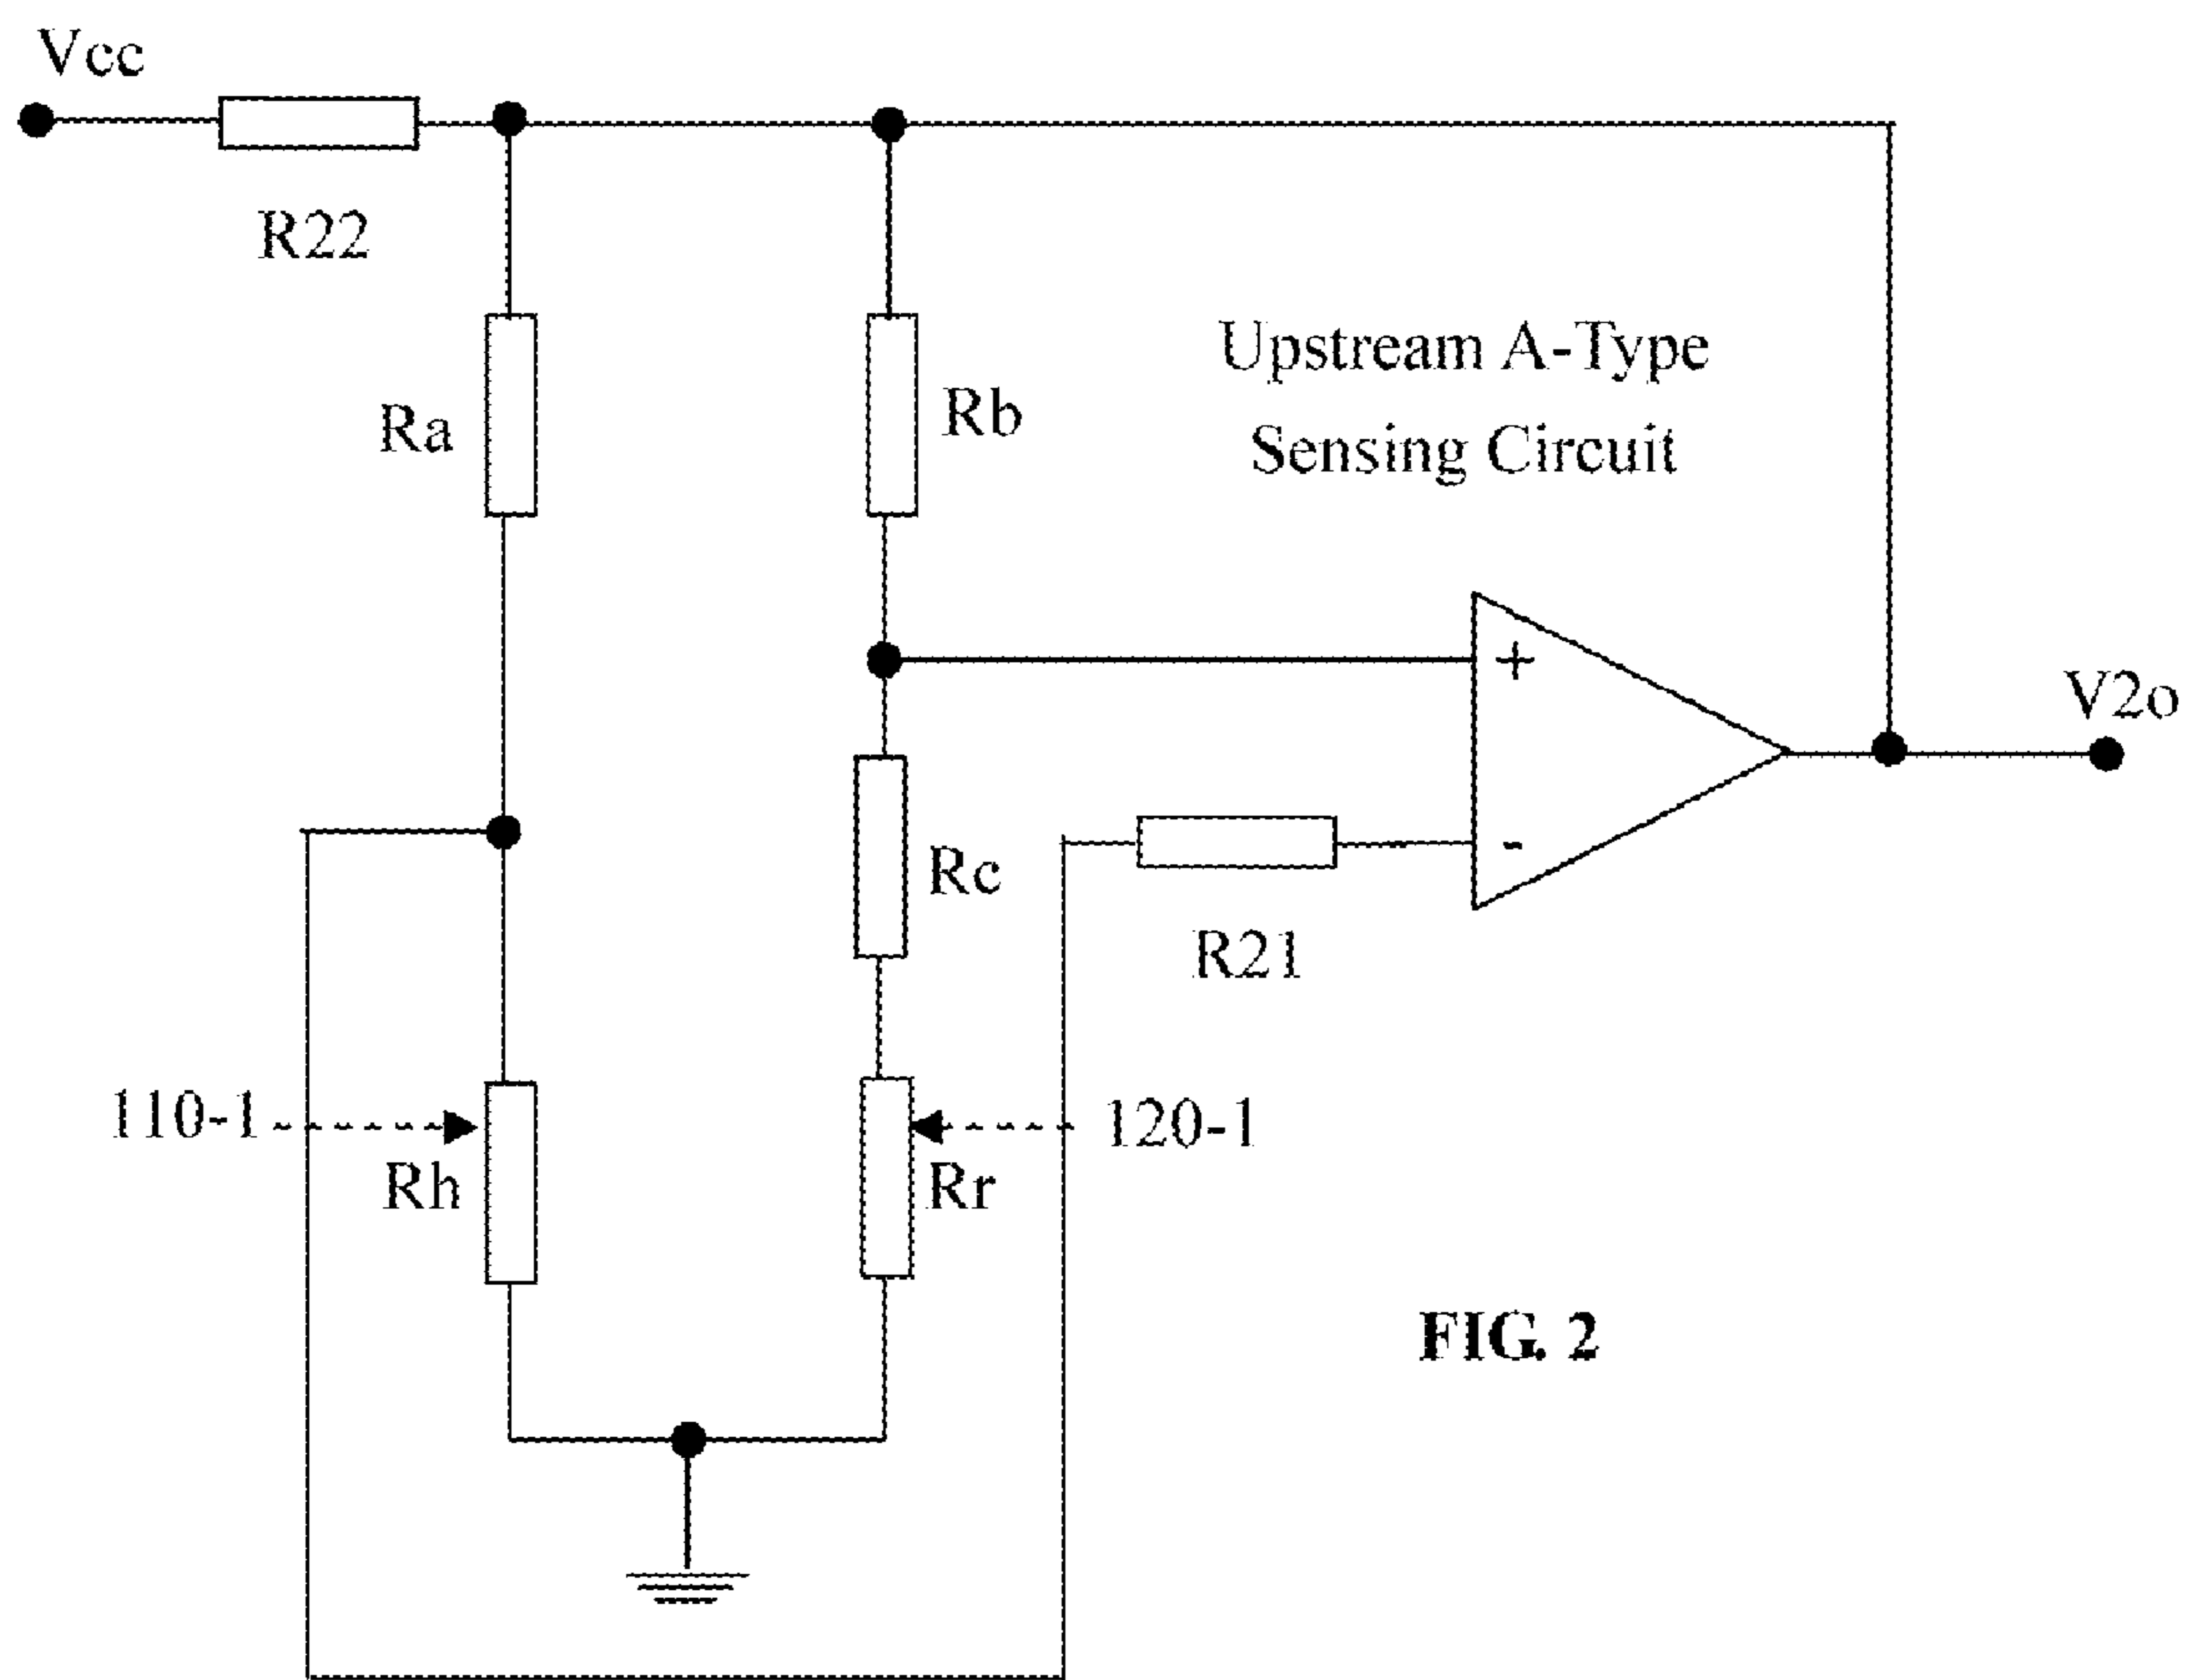 Vcc
R22
Upstream A-Type
Sensing Circuit
Ra
Rb
+
V2o
Rc
-
R21
110-1
120-1
Rh
Rr
FIG. 2